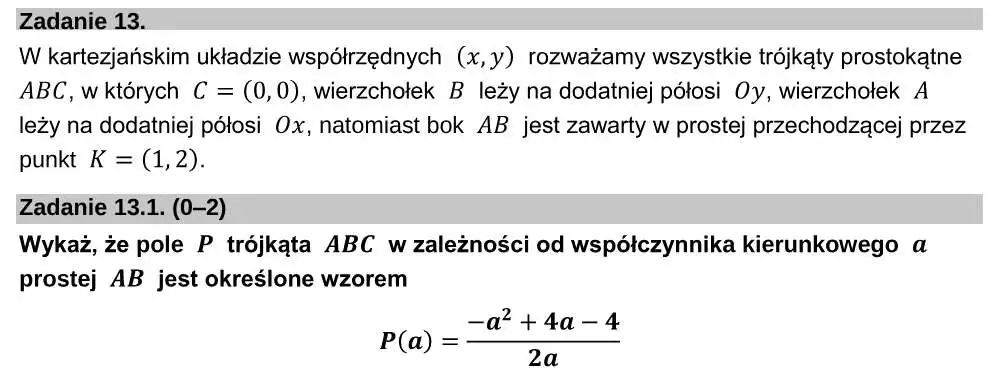 Zadanie 13.
W kartezjańskim układzie współrzędnych (x, y) rozważamy wszystkie trójkąty prostokątne
ABC, w których C = (0, 0), wierzchołek B leży na dodatniej półosi Oy, wierzchołek A
leży na dodatniej półosi Ox, natomiast bok AB jest zawarty w prostej przechodzącej przez
punkt K = (1, 2).
Zadanie 13.1. (0–2)
Wykaż, że pole P trójkąta ABC w zależności od współczynnika kierunkowego a
prostej AB jest określone wzorem
P(a) = \frac{-a^2 + 4a - 4}{2a}